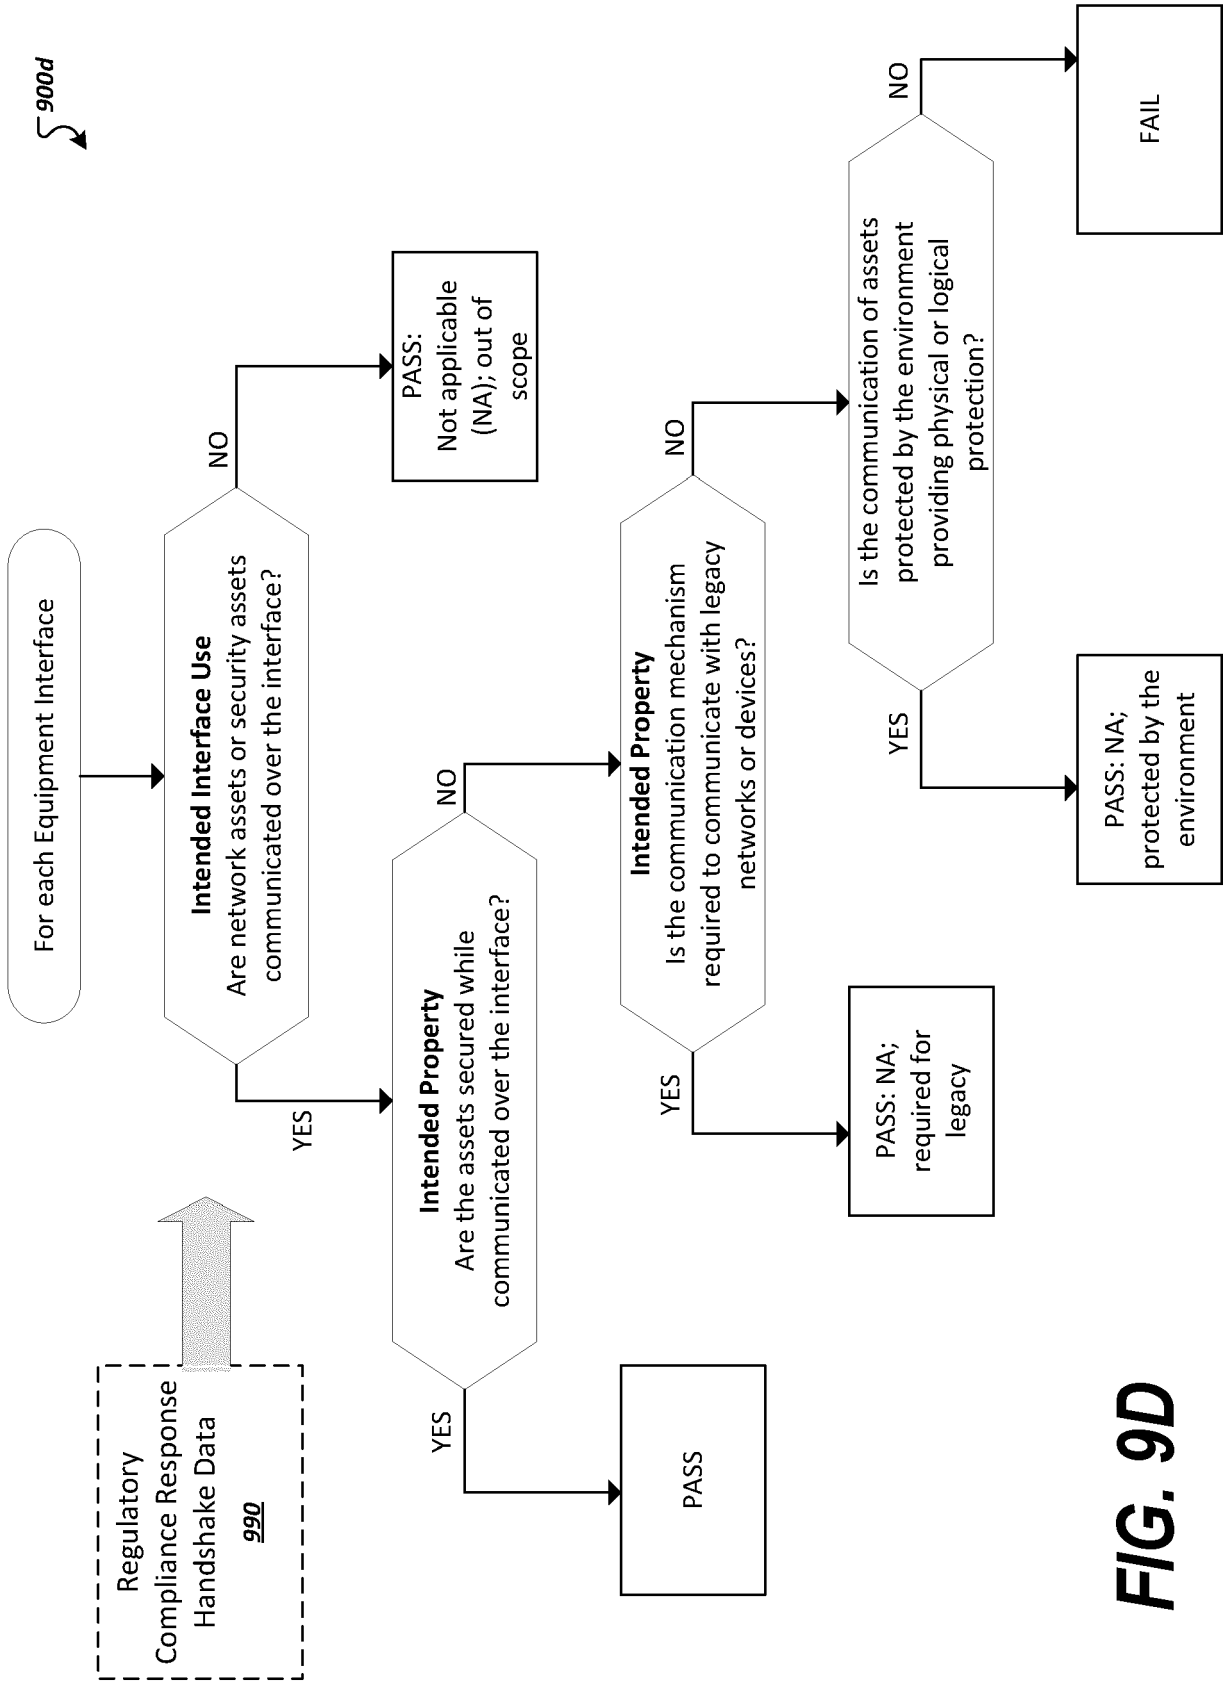 900d
For each Equipment Interface
Regulatory
Compliance Response
Handshake Data
990
Intended Interface Use
Are network assets or security assets
communicated over the interface?
YES
NO
PASS:
Not applicable
(NA); out of
scope
Intended Property
Are the assets secured while
communicated over the interface?
YES
NO
PASS
Intended Property
Is the communication mechanism
required to communicate with legacy
networks or devices?
YES
NO
PASS: NA;
required for
legacy
Is the communication of assets
protected by the environment
providing physical or logical
protection?
YES
NO
PASS: NA;
protected by the
environment
FAIL
FIG. 9D